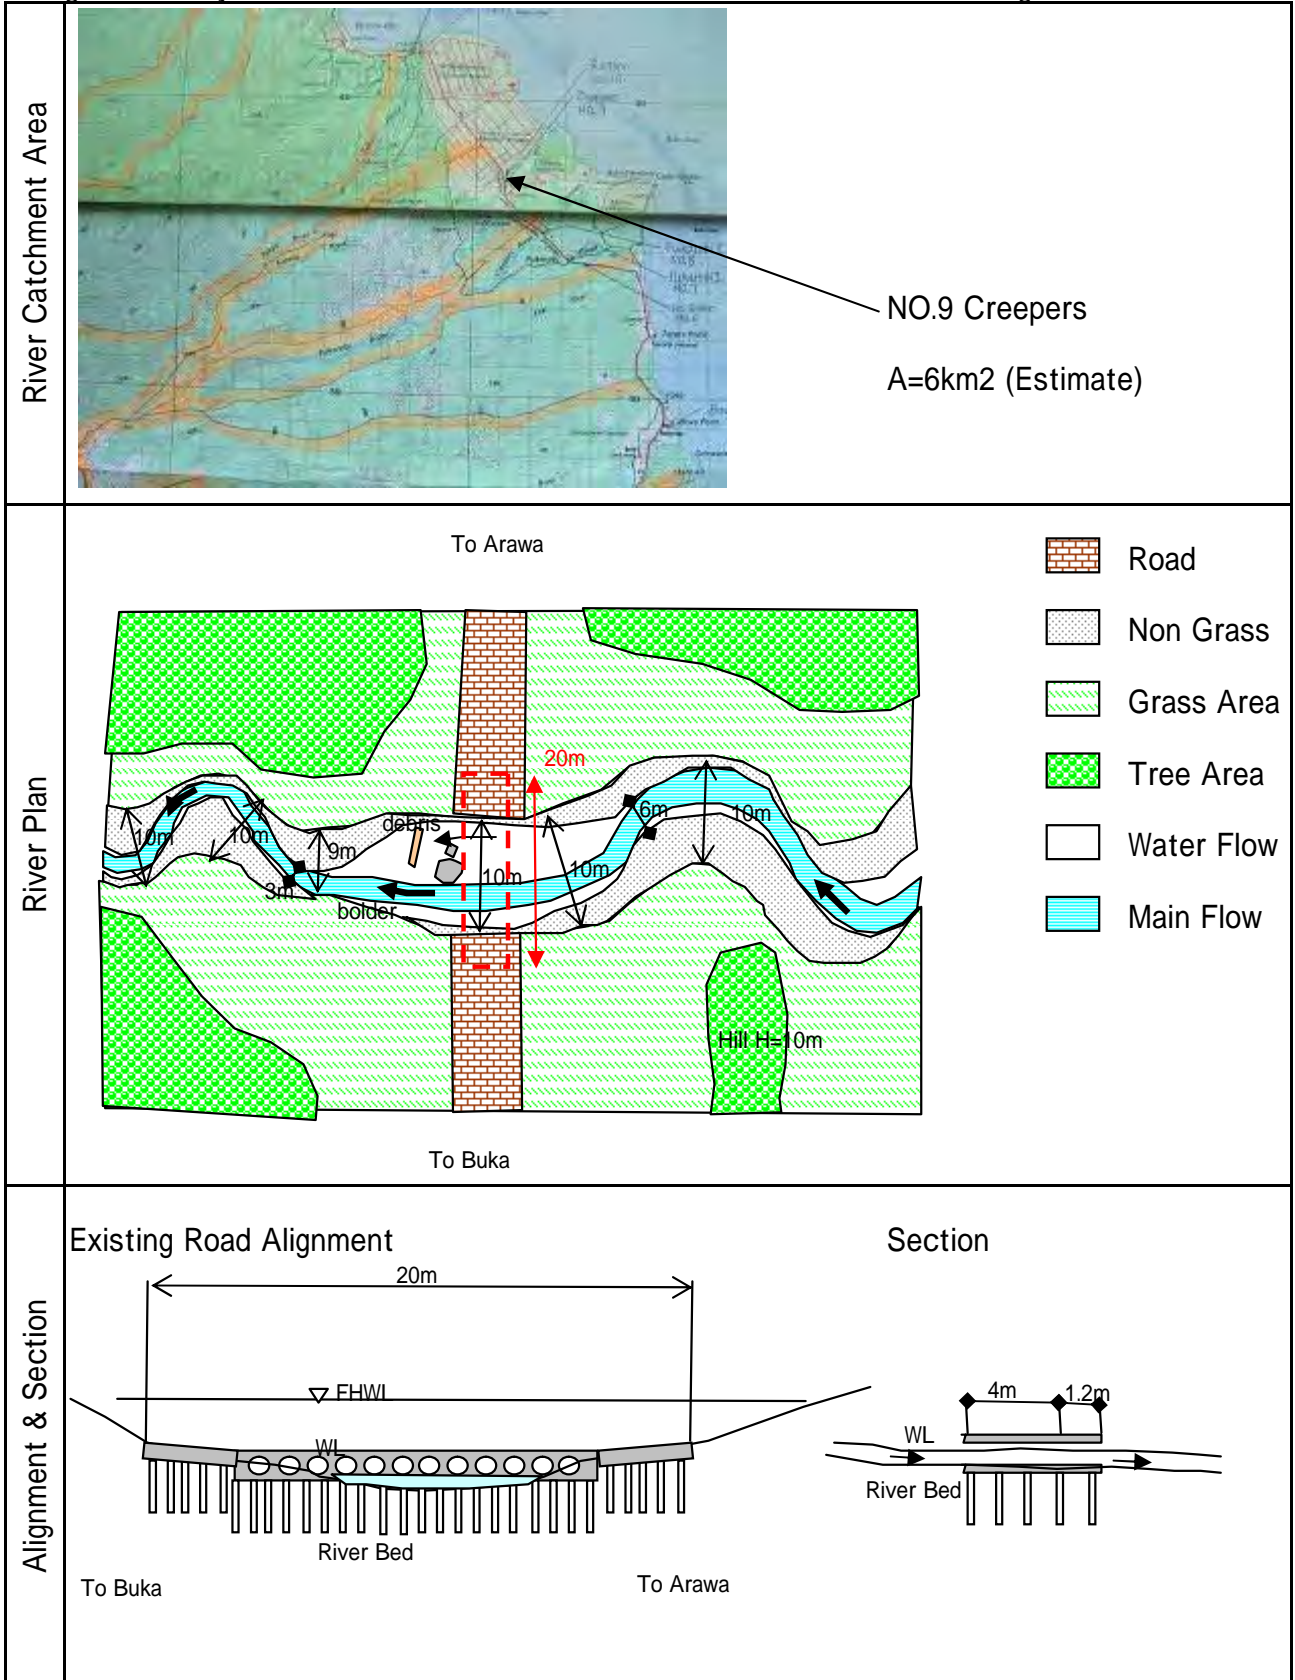 River Catchment Area
NO.9 Creepers
A=6km2 (Estimate)
River Plan
To Arawa
Road
Non Grass
Grass Area
Tree Area
Water Flow
Main Flow
20m
debris
6m
10m
10m
10m
9m
10m
10m
3m
bolder
Hill H=10m
To Buka
Alignment & Section
Existing Road Alignment
Section
20m
FHWL
WL
4m
1.2m
WL
River Bed
River Bed
To Buka
To Arawa